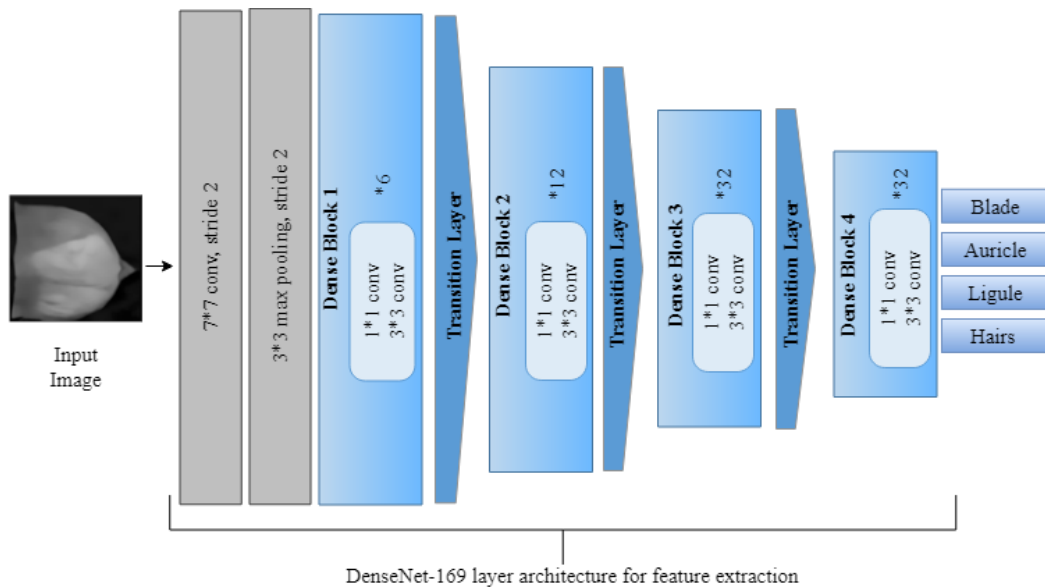 Input
Image
7*7 conv, stride 2
3*3 max pooling, stride 2
Dense Block 1
*6
1*1 conv
3*3 conv
Transition Layer
Dense Block 2
*12
1*1 conv
3*3 conv
Transition Layer
Dense Block 3
*32
1*1 conv
3*3 conv
Transition Layer
Dense Block 4
*32
1*1 conv
3*3 conv
Blade
Auricle
Ligule
Hairs
DenseNet-169 layer architecture for feature extraction